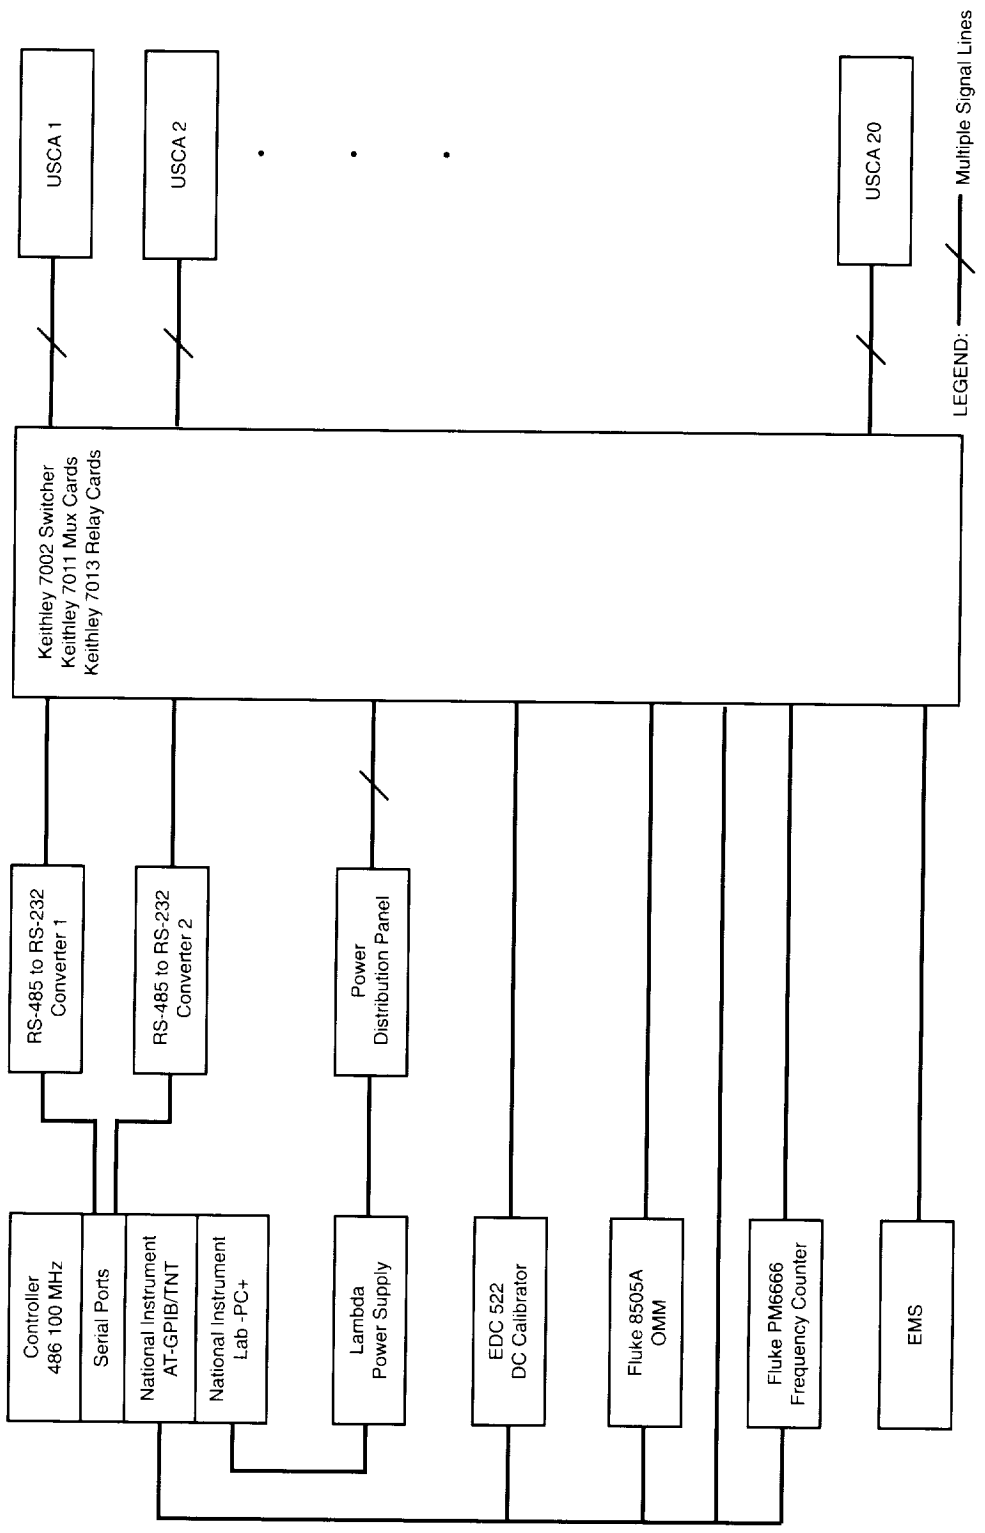 Controller
486 100 MHz
Serial Ports
National Instrument
AT-GPIB/TNT
National Instrument
Lab -PC+
Lambda
Power Supply
EDC 522
DC Calibrator
Fluke 8505A
OMM
Fluke PM6666
Frequency Counter
EMS
RS-485 to RS-232
Converter 1
RS-485 to RS-232
Converter 2
Power
Distribution Panel
Keithley 7002 Switcher
Keithley 7011 Mux Cards
Keithley 7013 Relay Cards
USCA 1
USCA 2
USCA 20
LEGEND: Multiple Signal Lines